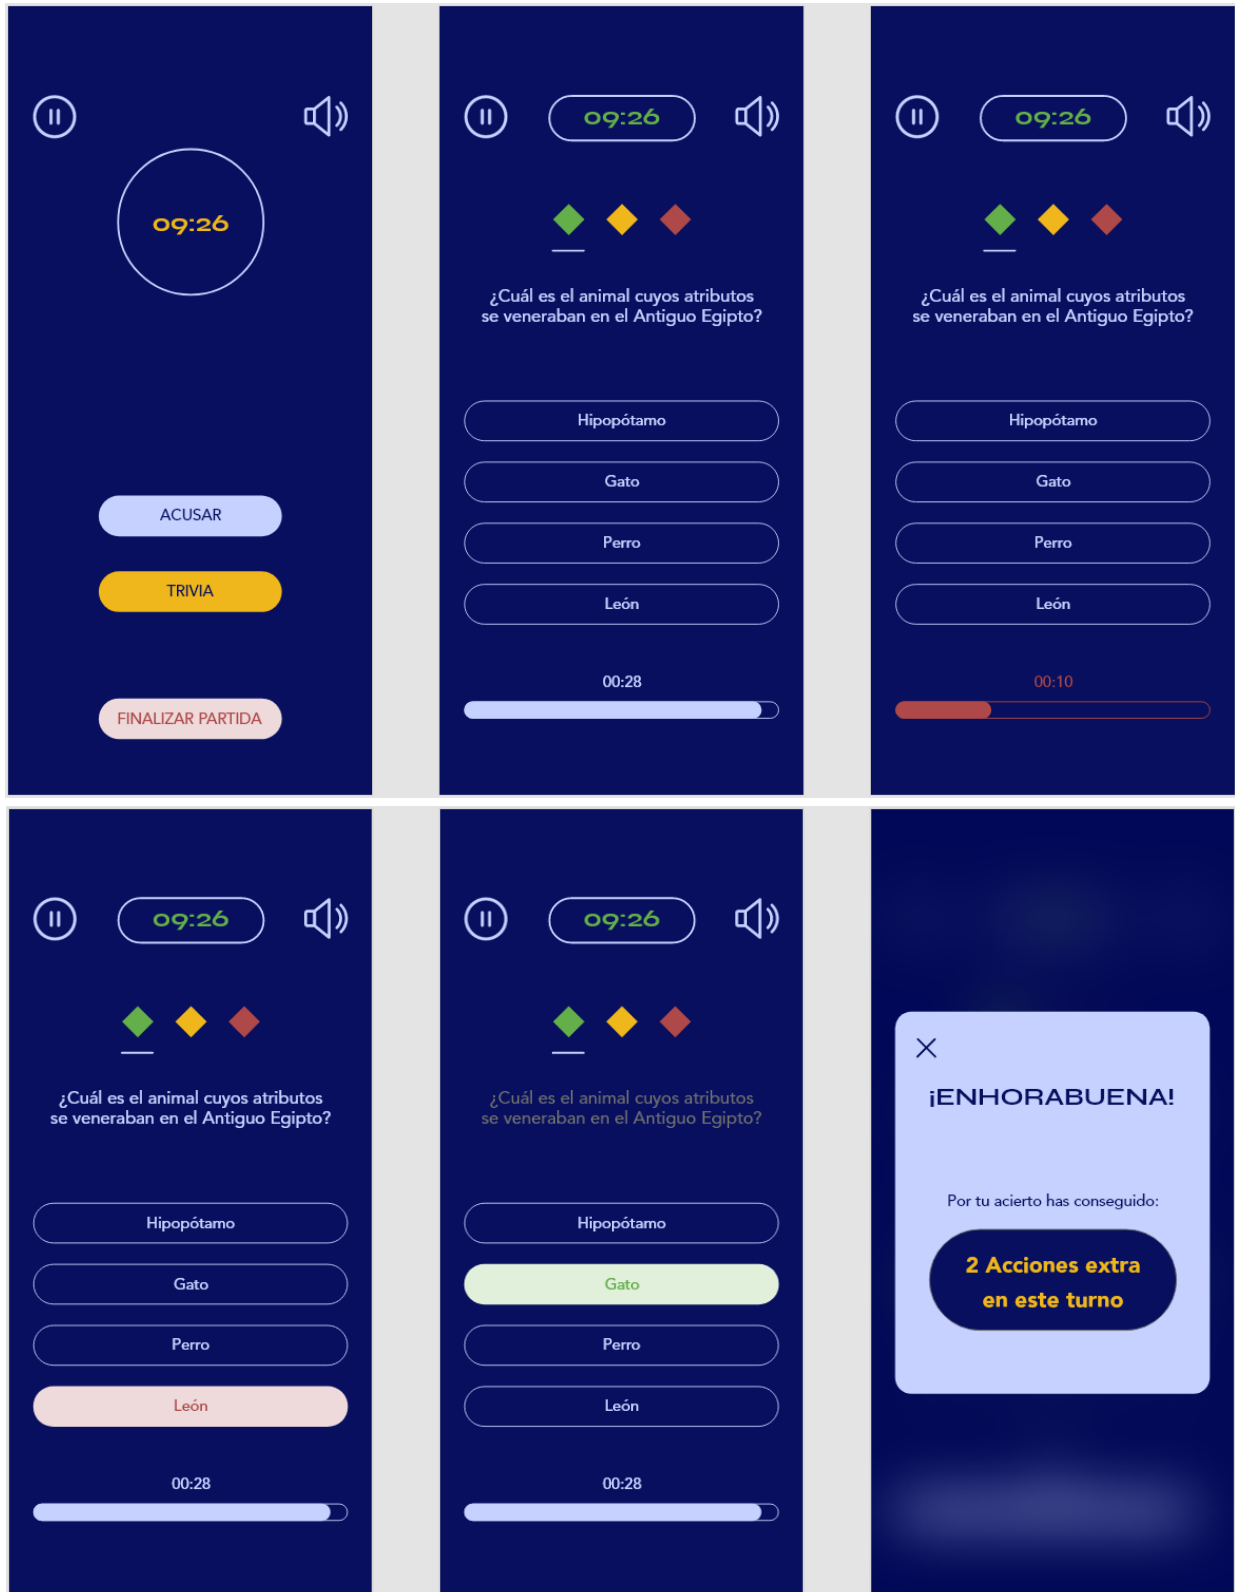 09:26
ACUSAR
TRIVIA
FINALIZAR PARTIDA
09:26
¿Cuál es el animal cuyos atributos
se veneraban en el Antiguo Egipto?
Hipopótamo
Gato
Perro
León
00:28
09:26
¿Cuál es el animal cuyos atributos
se veneraban en el Antiguo Egipto?
Hipopótamo
Gato
Perro
León
00:10
09:26
¿Cuál es el animal cuyos atributos
se veneraban en el Antiguo Egipto?
Hipopótamo
Gato
Perro
León
00:28
09:26
¿Cuál es el animal cuyos atributos
se veneraban en el Antiguo Egipto?
Hipopótamo
Gato
Perro
León
00:28
¡ENHORABUENA!
Por tu acierto has conseguido:
2 Acciones extra
en este turno